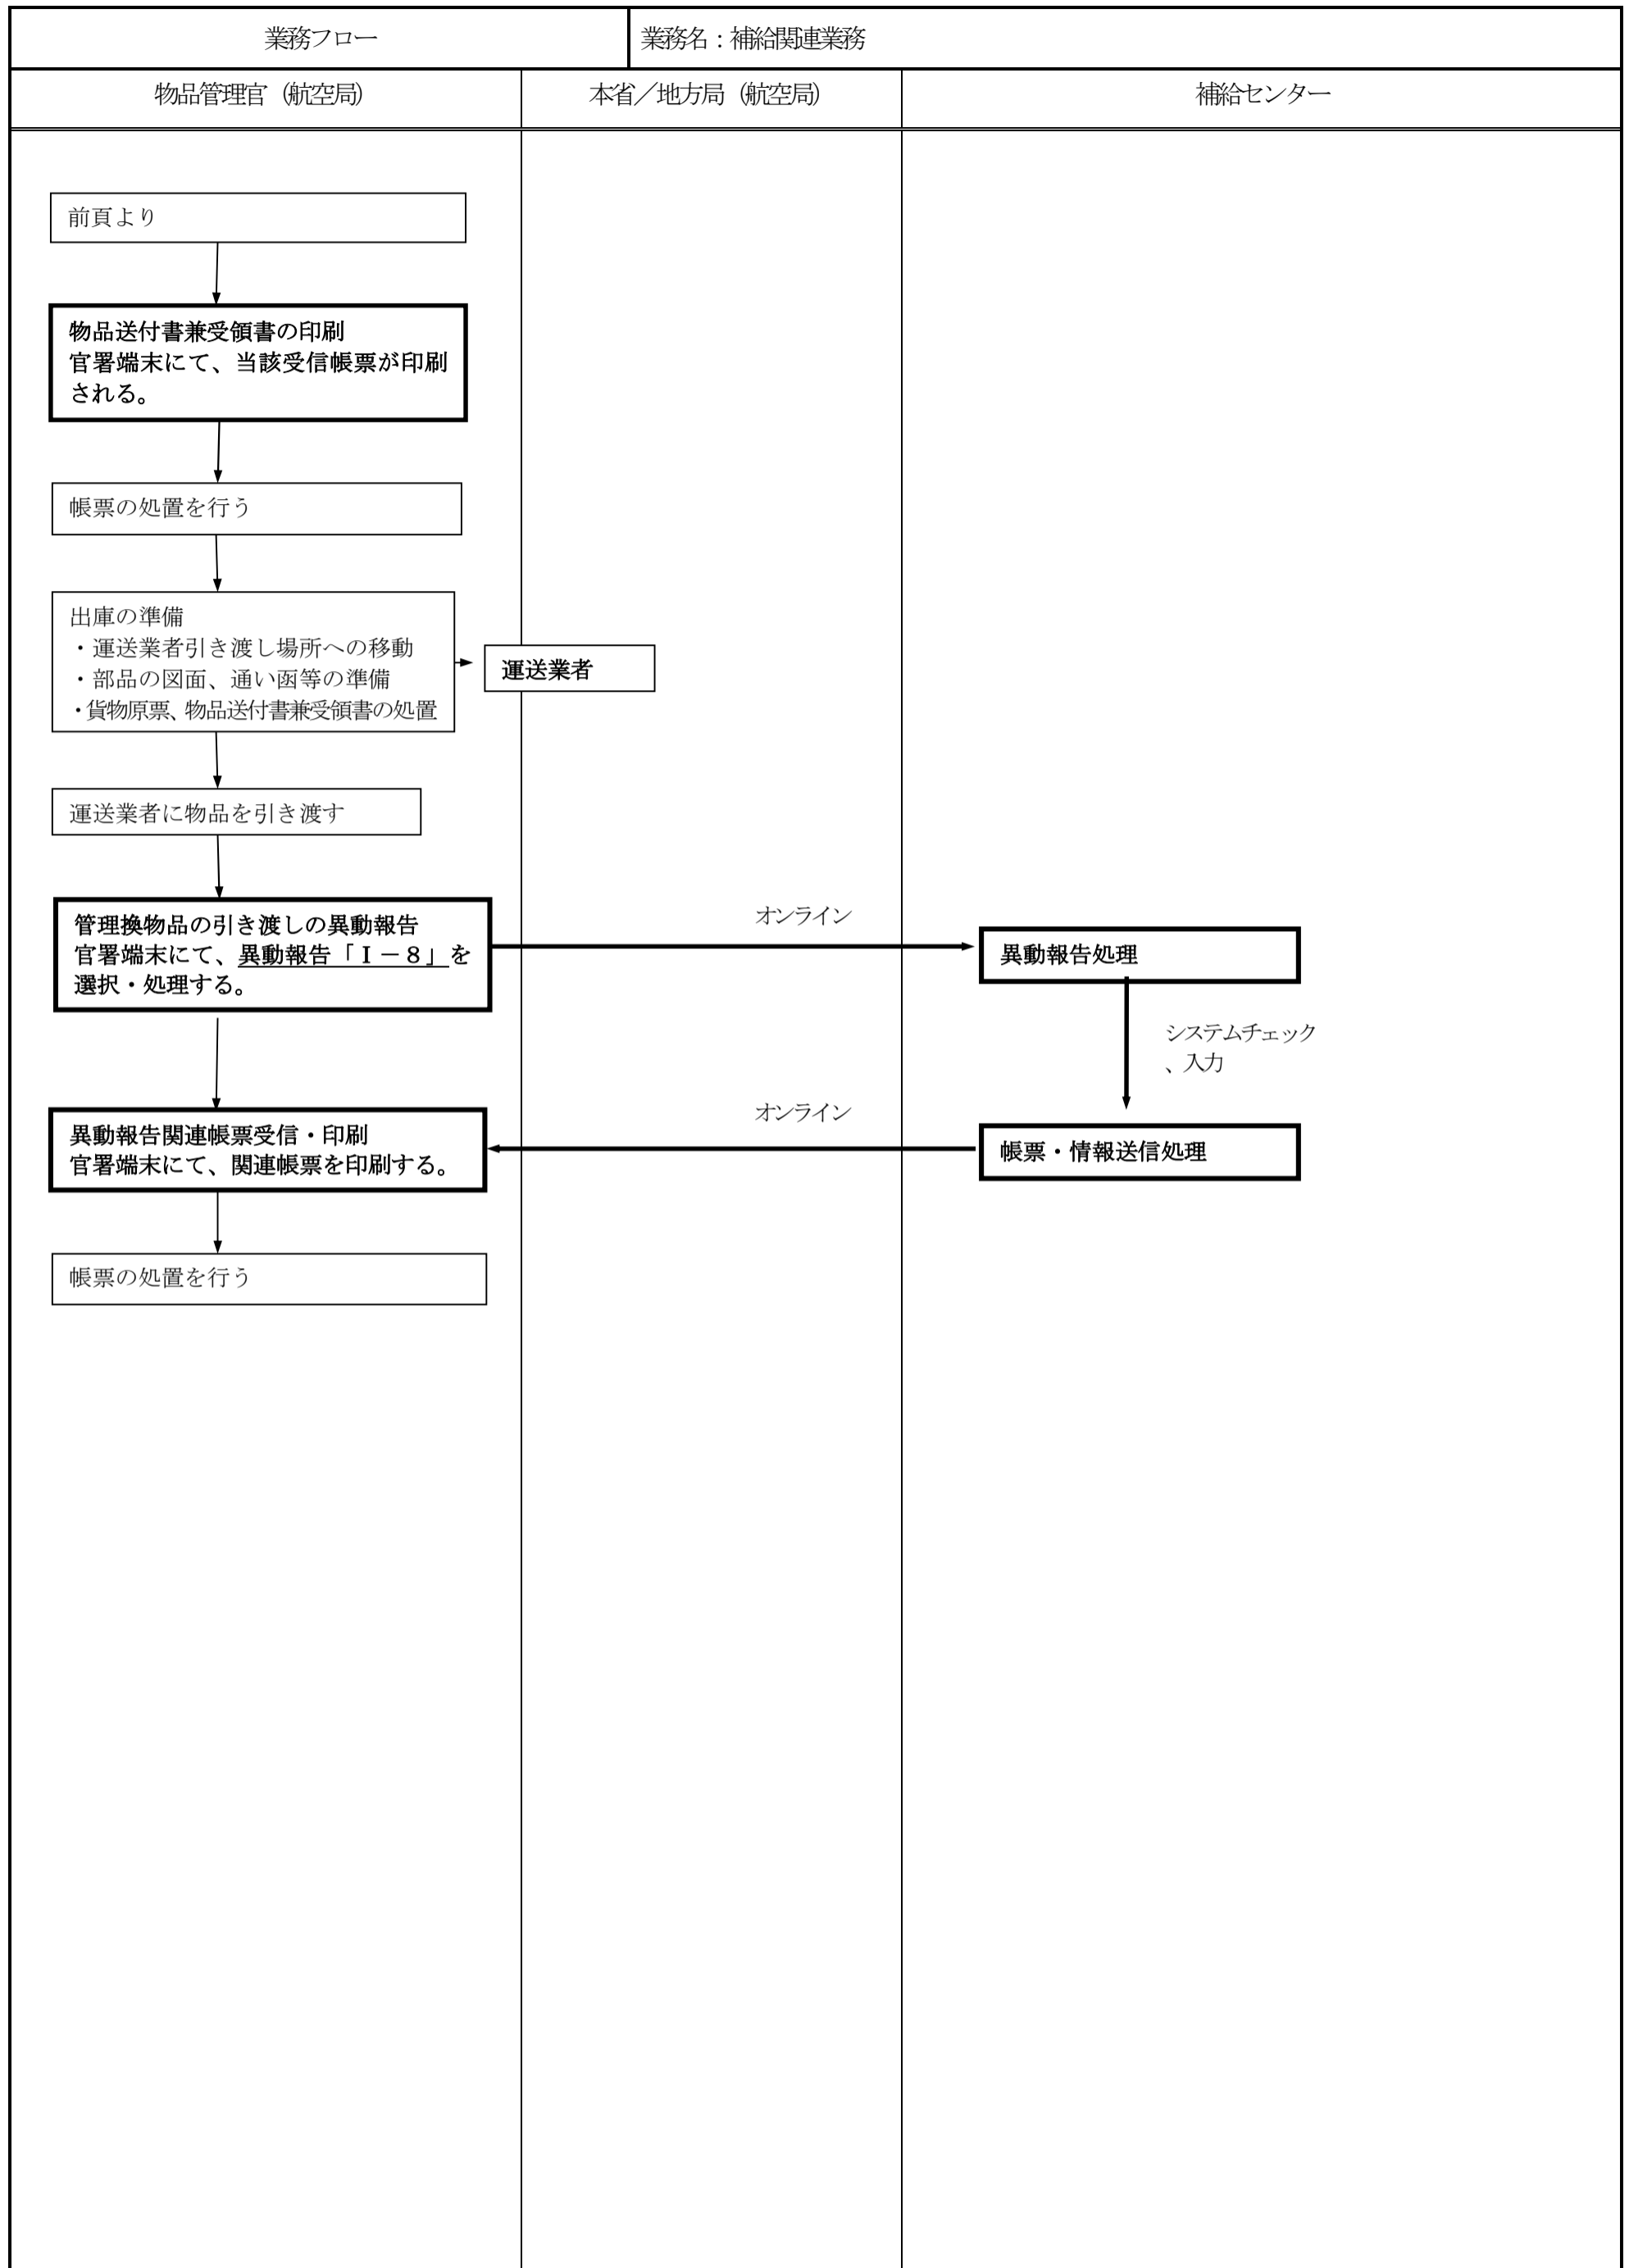 業務フロー
業務名：補給関連業務
物品管理官（航空局）
本省／地方局（航空局）
補給センター
前頁より
物品送付書兼受領書の印刷
官署端末にて、当該受信帳票が印刷
される。
帳票の処置を行う
出庫の準備
・運送業者引き渡し場所への移動
・部品の図面、通い函等の準備
・貨物原票、物品送付書兼受領書の処置
運送業者
運送業者に物品を引き渡す
管理換物品の引き渡しの異動報告
官署端末にて、異動報告「Ｉ－８」を
選択・処理する。
オンライン
異動報告処理
システムチェック
、入力
オンライン
異動報告関連帳票受信・印刷
官署端末にて、関連帳票を印刷する。
帳票・情報送信処理
帳票の処置を行う